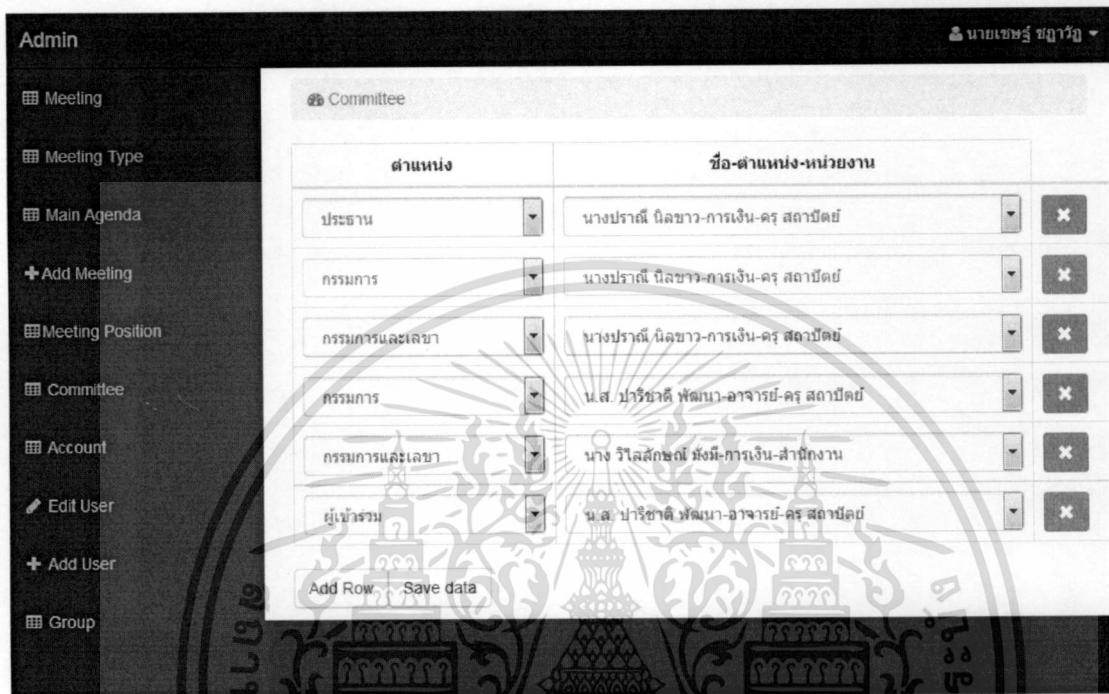 Admin
นายเชษฐ์ ชฎาวัฏ
Meeting
Meeting Type
Main Agenda
Add Meeting
Meeting Position
Committee
Account
Edit User
Add User
Group
Committee
ตำแหน่ง ชื่อ-ตำแหน่ง-หน่วยงาน
ประธาน นางปราณี นิลขาว-การเงิน-ครุ สถาปัตย์
กรรมการ นางปราณี นิลขาว-การเงิน-ครุ สถาปัตย์
กรรมการและเลขา นางปราณี นิลขาว-การเงิน-ครุ สถาปัตย์
กรรมการ น.ส. ปาริชาติ พัฒนา-อาจารย์-ครุ สถาปัตย์
กรรมการและเลขา นาง วิไลลักษณ์ มังมี-การเงิน-สำนักงาน
ผู้เข้าร่วม น.ส. ปาริชาติ พัฒนา-อาจารย์-ครุ สถาปัตย์
Add Row Save data